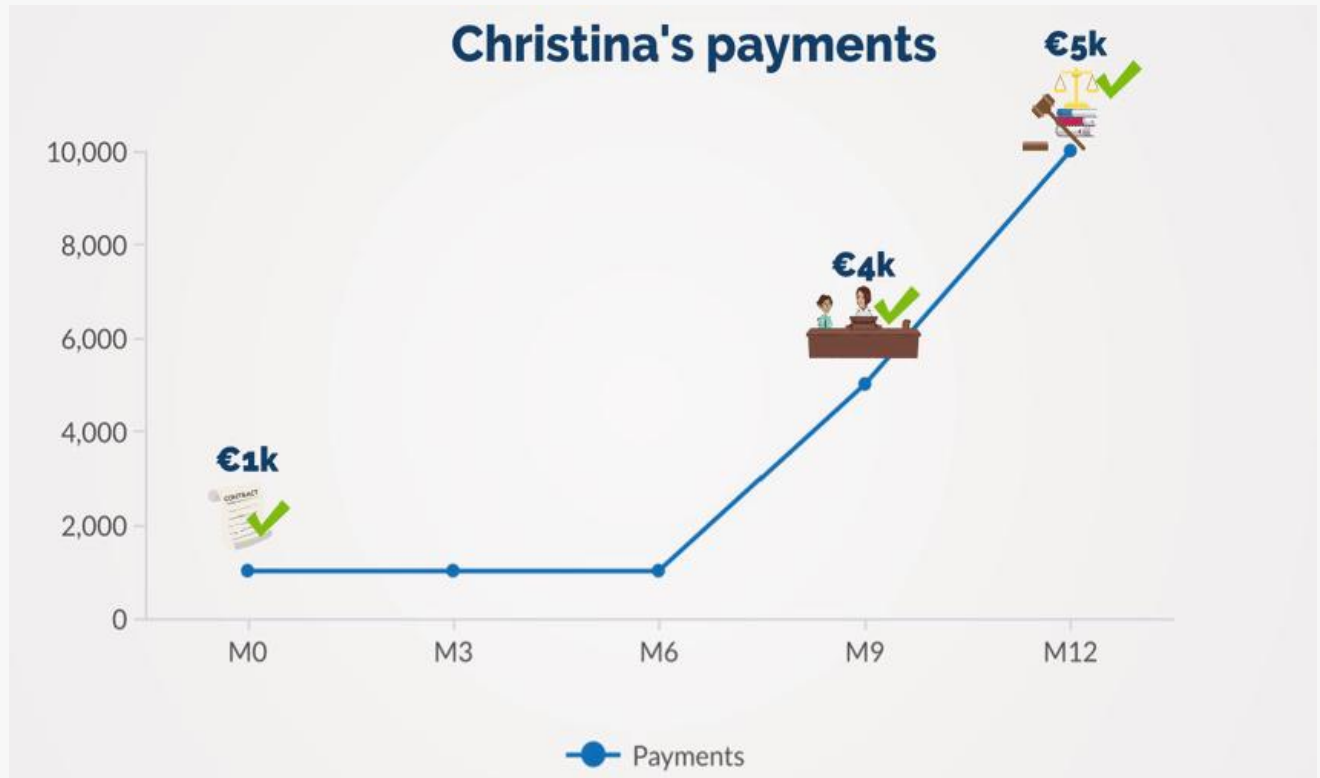 Christina's payments
€5k
10,000
8,000
€4k
6,000
4,000
€1k
CONTRACT
2,000
0
M0 M3 M6 M9 M12
Payments